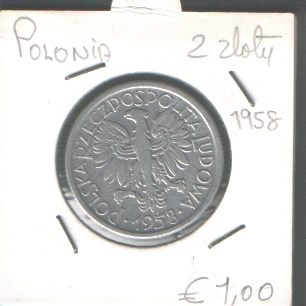 POLONIA 2 zloty
1958
POLSKA RZECZPOSPOLITA LUDOWA
· 1958 ·
€ 1,00